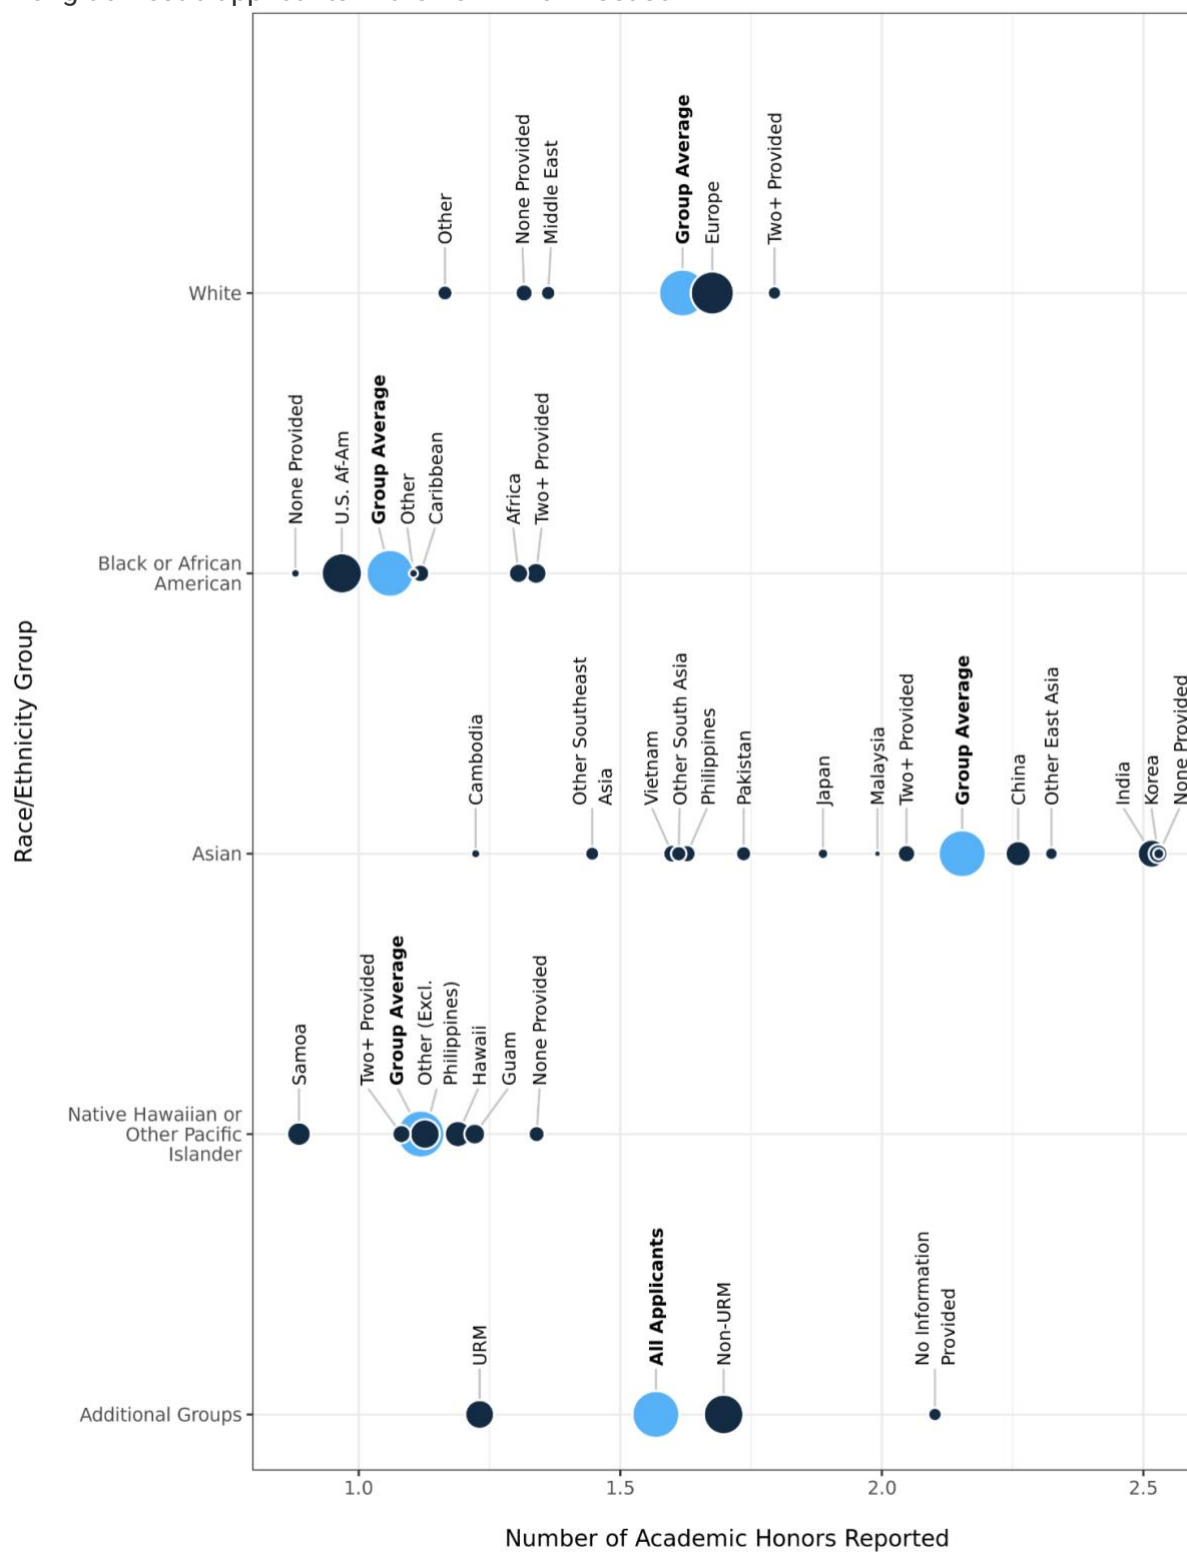 Other
None Provided
Middle East
Group Average
Europe
Two+ Provided
White
None Provided
U.S. Af-Am
Group Average
Other
Caribbean
Africa
Two+ Provided
Black or African
American
Cambodia
Other Southeast
Asia
Vietnam
Other South Asia
Philippines
Pakistan
Japan
Malaysia
Two+ Provided
Group Average
China
Other East Asia
India
Korea
None Provided
Asian
Samoa
Two+ Provided
Group Average
Other (Excl.
Philippines)
Hawaii
Guam
None Provided
Native Hawaiian or
Other Pacific
Islander
URM
All Applicants
Non-URM
No Information
Provided
Additional Groups
1.0
1.5
2.0
2.5
Number of Academic Honors Reported
Race/Ethnicity Group